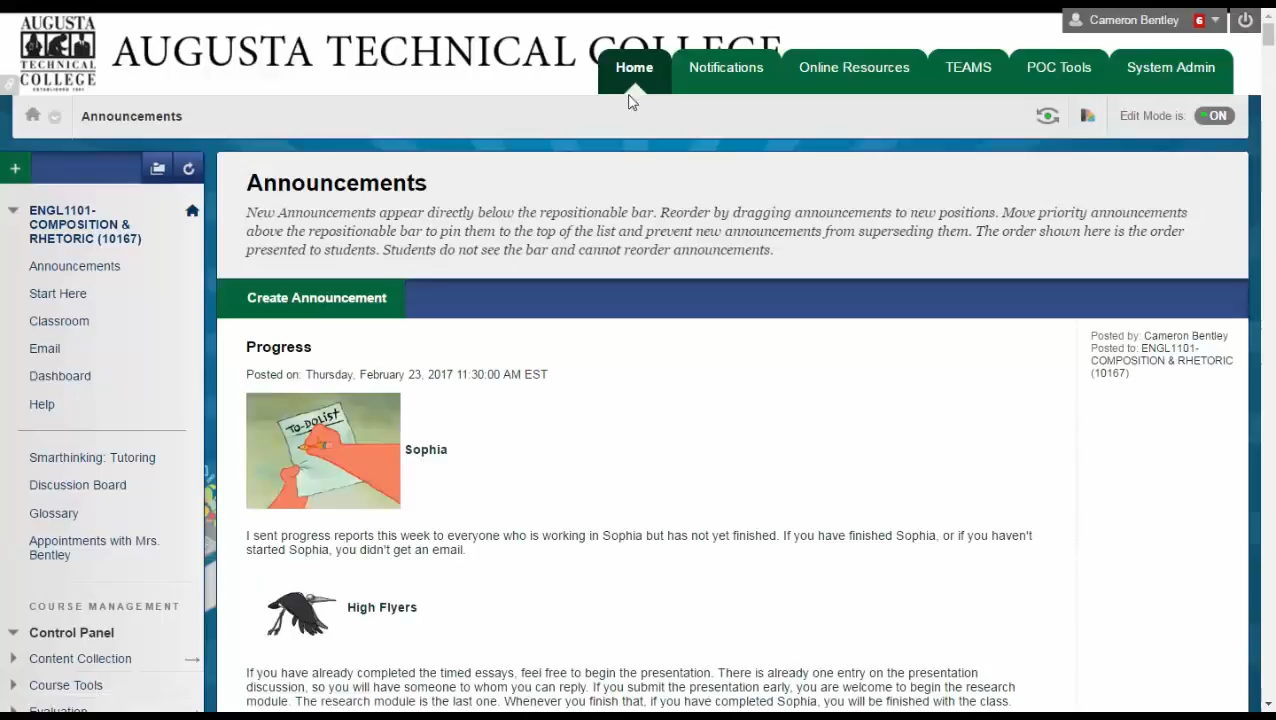 Cameron Bentley 6
AUGUSTA
TECHNICAL
COLLEGE
AUGUSTA TECHNICAL COLLEGE
Home Notifications Online Resources TEAMS POC Tools System Admin
Announcements
Edit Mode is: ON
ENGL1101-
COMPOSITION &
RHETORIC (10167)
Announcements
Start Here
Classroom
Email
Dashboard
Help
Smarthinking: Tutoring
Discussion Board
Glossary
Appointments with Mrs.
Bentley
COURSE MANAGEMENT
Control Panel
Content Collection
Course Tools
Evaluation
Announcements
New Announcements appear directly below the repositionable bar. Reorder by dragging announcements to new positions. Move priority announcements
above the repositionable bar to pin them to the top of the list and prevent new announcements from superseding them. The order shown here is the order
presented to students. Students do not see the bar and cannot reorder announcements.
Create Announcement
Progress
Posted on: Thursday, February 23, 2017 11:30:00 AM EST
TO-DO LIST
Sophia
I sent progress reports this week to everyone who is working in Sophia but has not yet finished. If you have finished Sophia, or if you haven't
started Sophia, you didn't get an email.
High Flyers
If you have already completed the timed essays, feel free to begin the presentation. There is already one entry on the presentation
discussion, so you will have someone to whom you can reply. If you submit the presentation early, you are welcome to begin the research
module. The research module is the last one. Whenever you finish that, if you have completed Sophia, you will be finished with the class.
Posted by: Cameron Bentley
Posted to: ENGL1101-
COMPOSITION & RHETORIC
(10167)